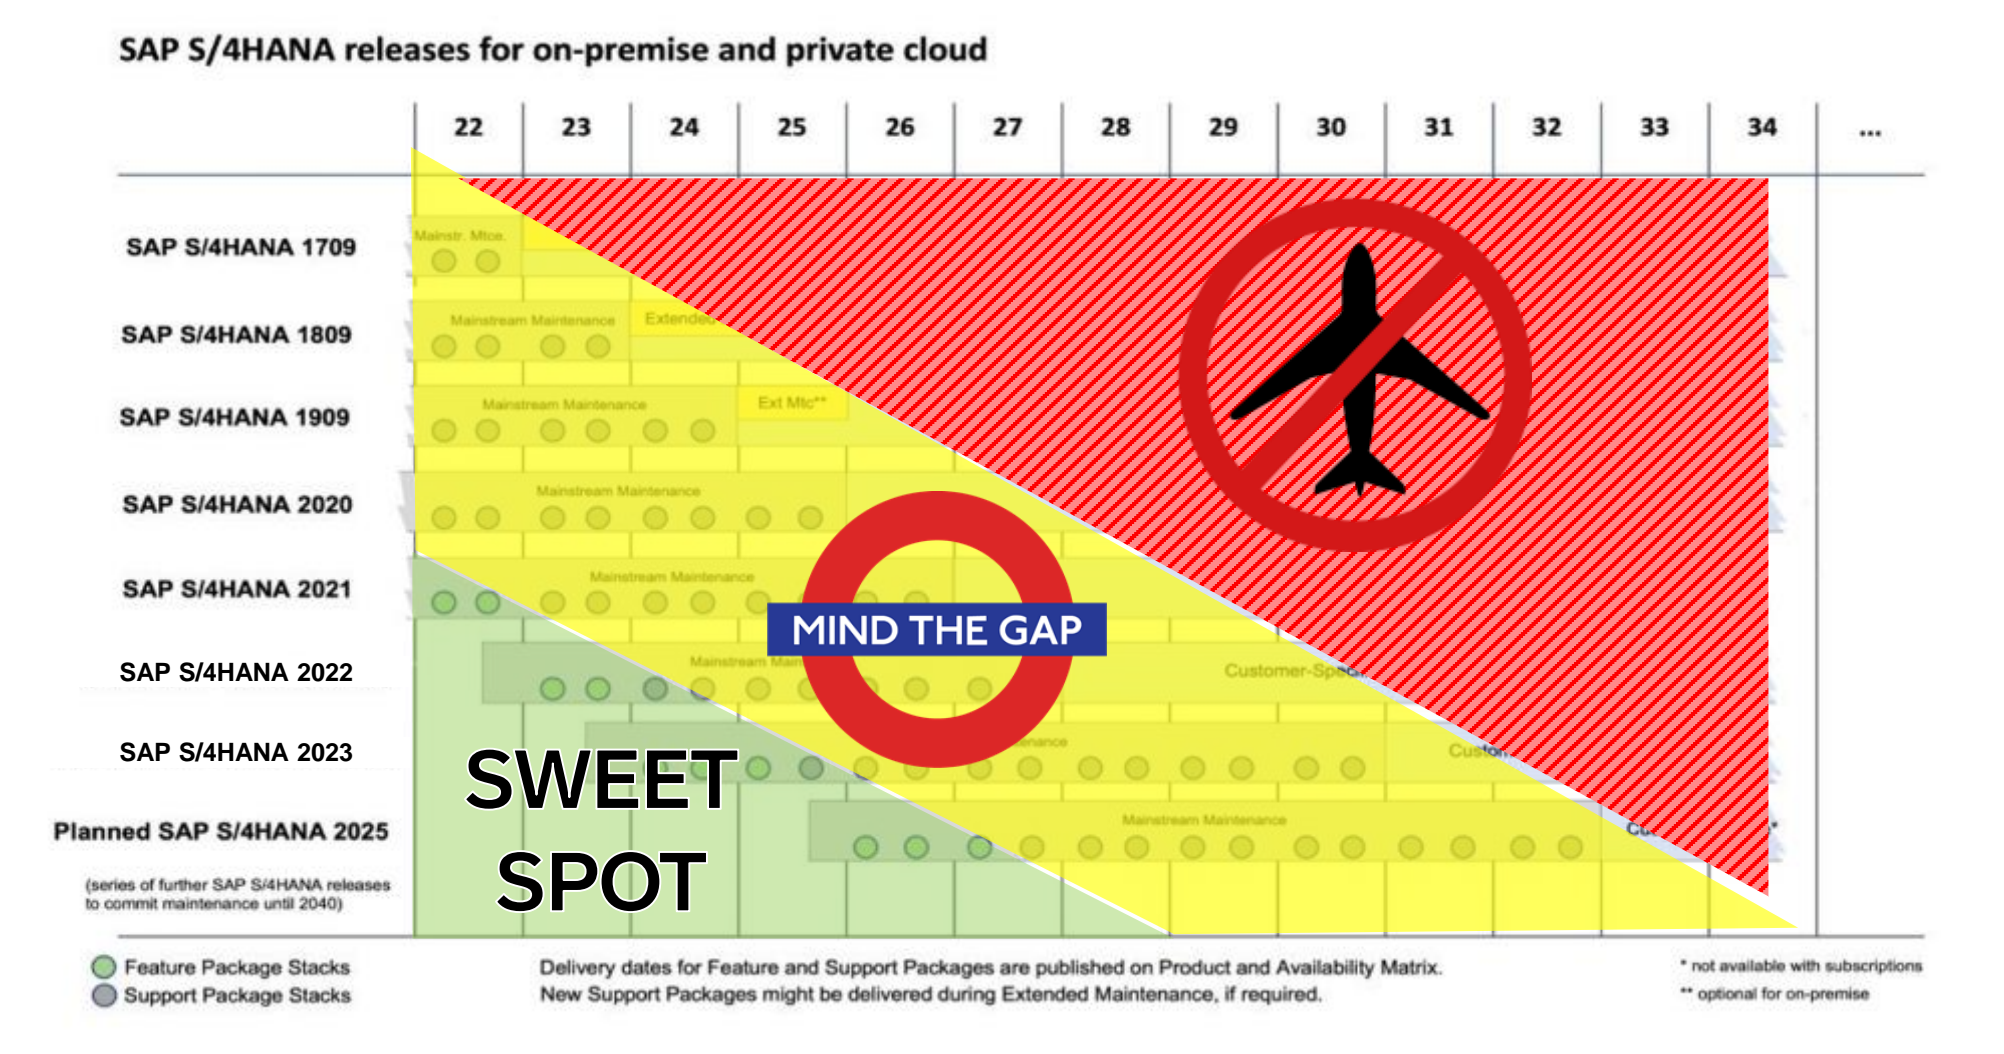 SAP S/4HANA releases for on-premise and private cloud
22 23 24 25 26 27 28 29 30 31 32 33 34 ...
SAP S/4HANA 1709
Mainstr. Mtce.
SAP S/4HANA 1809
Mainstream Maintenance
Extended
SAP S/4HANA 1909
Mainstream Maintenance
Ext Mtc**
SAP S/4HANA 2020
Mainstream Maintenance
SAP S/4HANA 2021
Mainstream Maintenance
MIND THE GAP
SAP S/4HANA 2022
Mainstream
SAP S/4HANA 2023
SWEET
SPOT
Planned SAP S/4HANA 2025
Mainstream Maintenance
(series of further SAP S/4HANA releases
to commit maintenance until 2040)
Feature Package Stacks
Support Package Stacks
Delivery dates for Feature and Support Packages are published on Product and Availability Matrix.
New Support Packages might be delivered during Extended Maintenance, if required.
* not available with subscriptions
** optional for on-premise